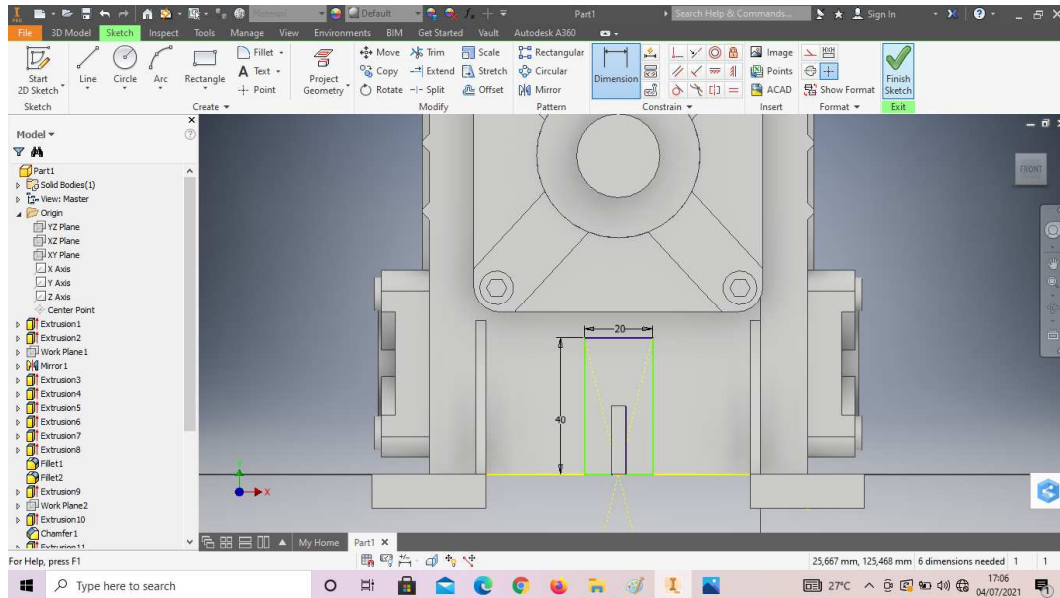 PRO
Material
Default
Part1
Search Help & Commands...
Sign In
File 3D Model Sketch Inspect Tools Manage View Environments BIM Get Started Vault Autodesk A360
Start
2D Sketch
Line
Circle
Arc
Rectangle
Fillet
Text
Point
Project
Geometry
Move
Copy
Rotate
Trim
Extend
Split
Scale
Stretch
Offset
Rectangular
Circular
Mirror
Dimension
Image
Points
ACAD
Show Format
Finish
Sketch
Sketch Create Modify Pattern Constrain Insert Format Exit
Model
Part1
Solid Bodies(1)
View: Master
Origin
YZ Plane
XZ Plane
XY Plane
X Axis
Y Axis
Z Axis
Center Point
Extrusion1
Extrusion2
Work Plane1
Mirror1
Extrusion3
Extrusion4
Extrusion5
Extrusion6
Extrusion7
Extrusion8
Fillet1
Fillet2
Extrusion9
Work Plane2
Extrusion10
Chamfer1
Extrusion11
FRONT
20
40
X
My Home Part1
For Help, press F1
25,667 mm, 125,468 mm 6 dimensions needed 1 1
Type here to search
27°C
17:06
04/07/2021